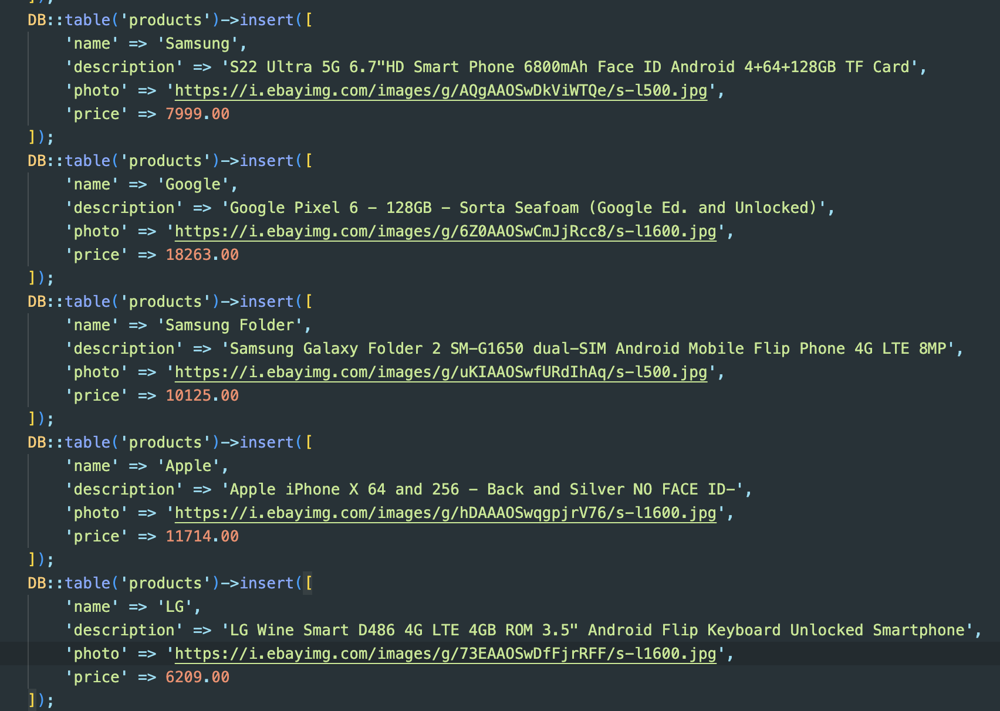 ]);
DB::table('products')->insert([
'name' => 'Samsung',
'description' => 'S22 Ultra 5G 6.7"HD Smart Phone 6800mAh Face ID Android 4+64+128GB TF Card',
'photo' => 'https://i.ebayimg.com/images/g/AQgAAOSwDkViWTQe/s-l500.jpg',
'price' => 7999.00
]);
DB::table('products')->insert([
'name' => 'Google',
'description' => 'Google Pixel 6 - 128GB - Sorta Seafoam (Google Ed. and Unlocked)',
'photo' => 'https://i.ebayimg.com/images/g/6Z0AAOSwCmJjRcc8/s-l1600.jpg',
'price' => 18263.00
]);
DB::table('products')->insert([
'name' => 'Samsung Folder',
'description' => 'Samsung Galaxy Folder 2 SM-G1650 dual-SIM Android Mobile Flip Phone 4G LTE 8MP',
'photo' => 'https://i.ebayimg.com/images/g/uKIAAOSwfURdIhAq/s-l500.jpg',
'price' => 10125.00
]);
DB::table('products')->insert([
'name' => 'Apple',
'description' => 'Apple iPhone X 64 and 256 - Back and Silver NO FACE ID-',
'photo' => 'https://i.ebayimg.com/images/g/hDAAAOSwqgpjrV76/s-l1600.jpg',
'price' => 11714.00
]);
DB::table('products')->insert([
'name' => 'LG',
'description' => 'LG Wine Smart D486 4G LTE 4GB ROM 3.5" Android Flip Keyboard Unlocked Smartphone',
'photo' => 'https://i.ebayimg.com/images/g/73EAAOSwDfFjrRFF/s-l1600.jpg',
'price' => 6209.00
]);